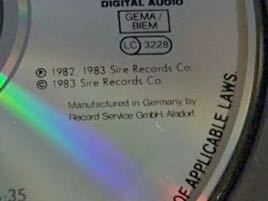 DIGITAL AUDIO
GEMA/
BIEM
LC 3228
℗ 1982, 1983 Sire Records Co.
© 1983 Sire Records Co.
Manufactured in Germany by
Record Service GmbH, Alsdorf.
OF APPLICABLE LAWS.
:35